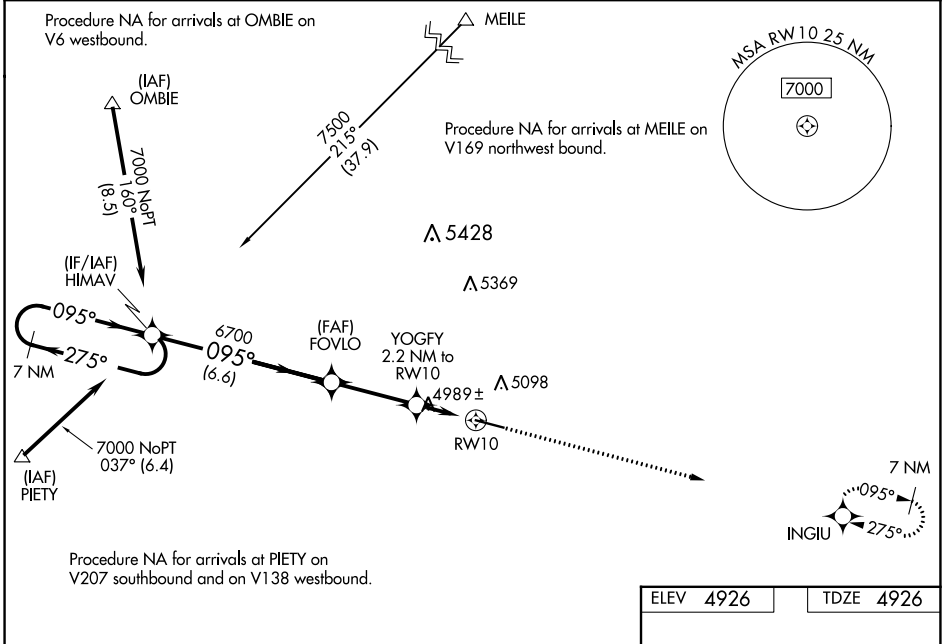 Procedure NA for arrivals at OMBIE on
V6 westbound.
MEILE
MSA RW10 25 NM
7000
(IAF)
OMBIE
7500
215°
(37.9)
Procedure NA for arrivals at MEILE on
V169 northwest bound.
7000 NoPT
160°
(8.5)
5428
(IF/IAF)
HIMAV
5369
095°
6700
095°
(6.6)
(FAF)
FOVLO
YOGFY
2.2 NM to
RW10
275°
7 NM
5098
4989±
RW10
7000 NoPT
037° (6.4)
(IAF)
PIETY
7 NM
095°
275°
INGIU
Procedure NA for arrivals at PIETY on
V207 southbound and on V138 westbound.
ELEV 4926
TDZE 4926